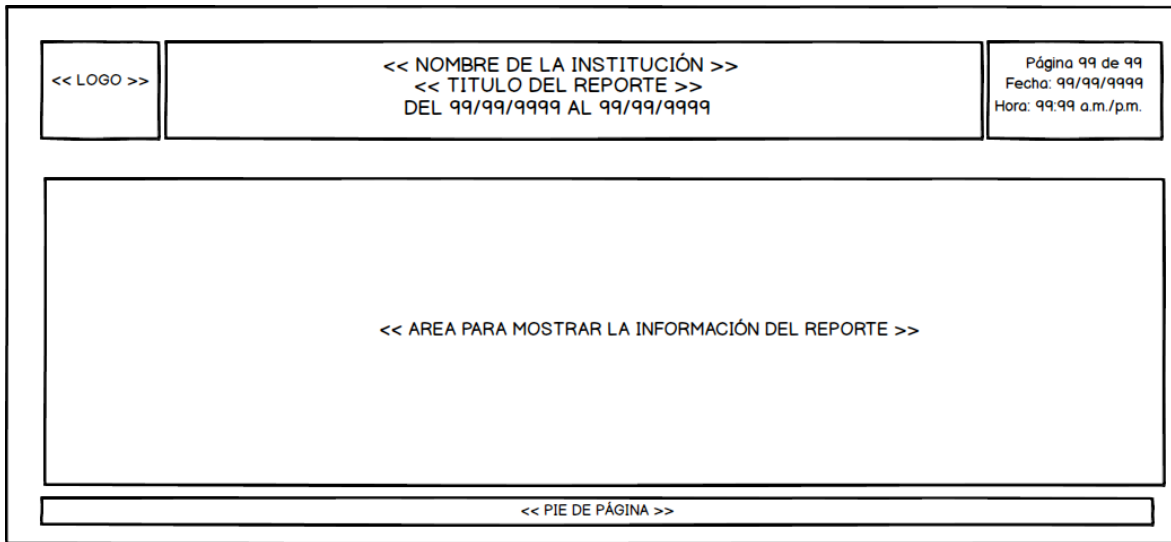 << LOGO >>
<< NOMBRE DE LA INSTITUCIÓN >>
<< TITULO DEL REPORTE >>
DEL 99/99/9999 AL 99/99/9999
Página 99 de 99
Fecha: 99/99/9999
Hora: 99:99 a.m./p.m.
<< AREA PARA MOSTRAR LA INFORMACIÓN DEL REPORTE >>
<< PIE DE PÁGINA >>